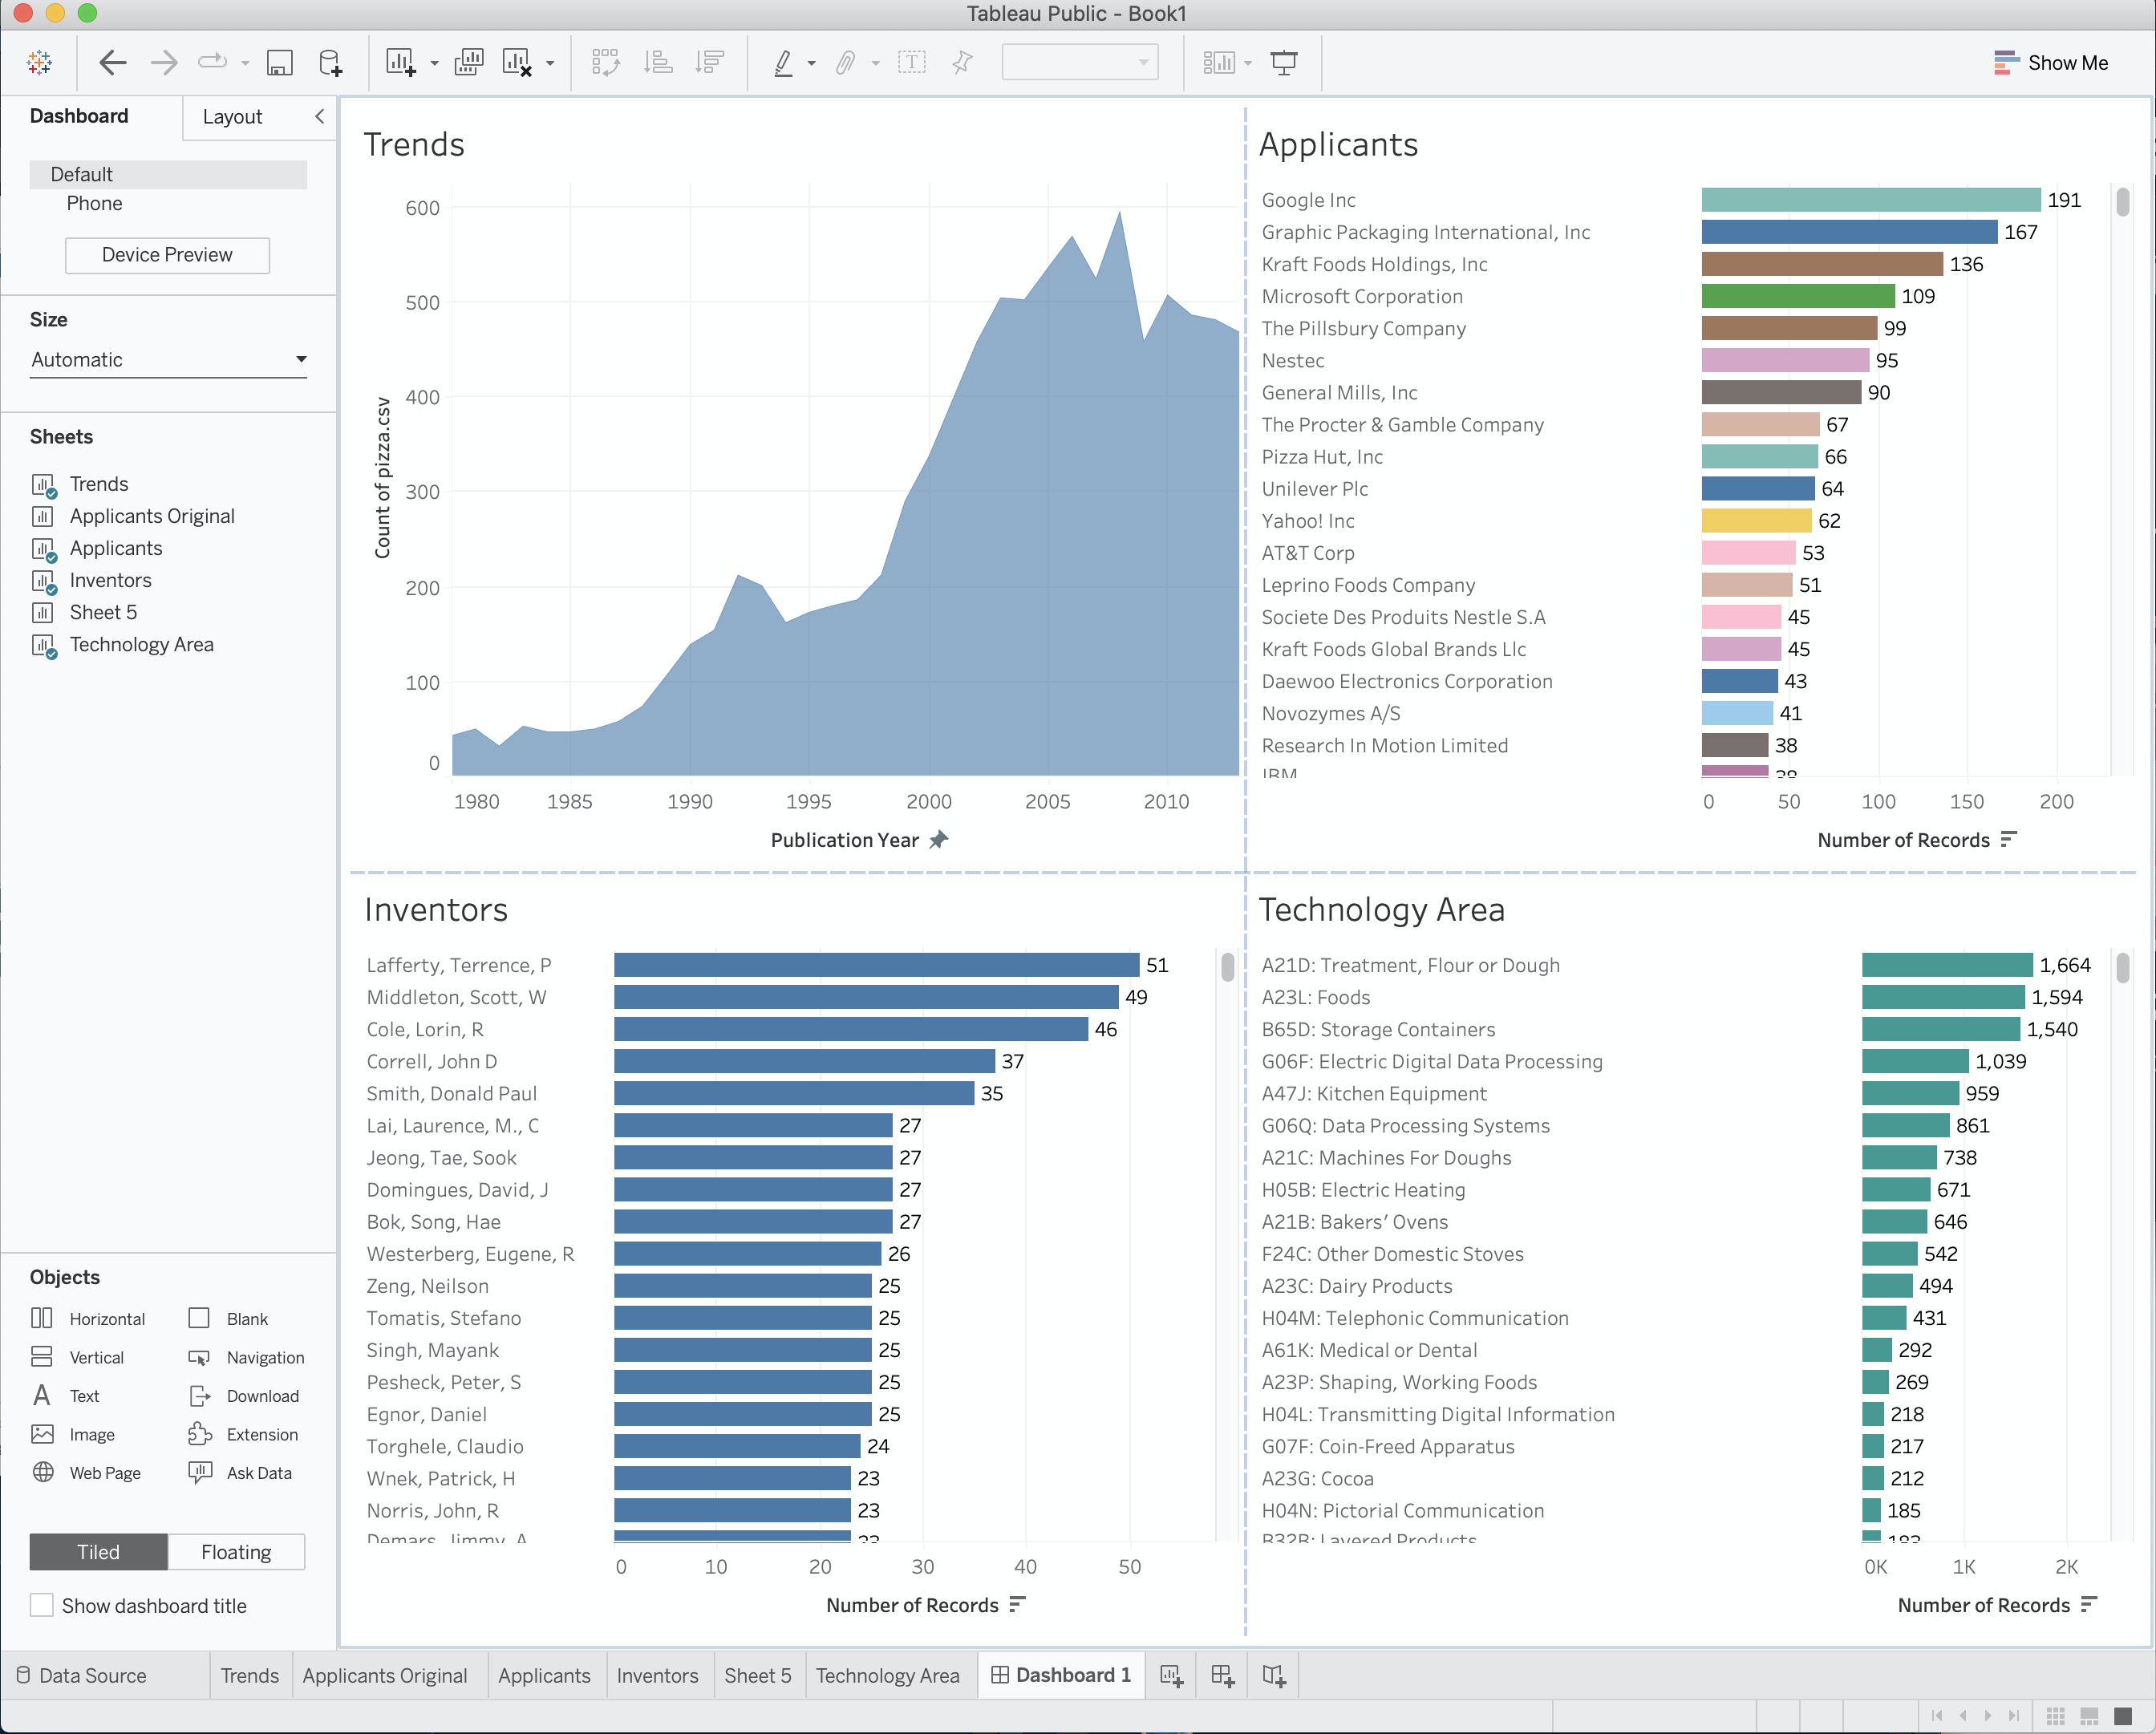 Tableau Public - Book1
Show Me
Dashboard
Layout
Default
Phone
Device Preview
Size
Automatic
Sheets
Trends
Applicants Original
Applicants
Inventors
Sheet 5
Technology Area
Objects
Horizontal
Blank
Vertical
Navigation
Text
Download
Image
Extension
Web Page
Ask Data
Tiled
Floating
Show dashboard title
Trends
Count of pizza.csv
600
500
400
300
200
100
0
1980 1985 1990 1995 2000 2005 2010
Publication Year
Applicants
Google Inc 191
Graphic Packaging International, Inc 167
Kraft Foods Holdings, Inc 136
Microsoft Corporation 109
The Pillsbury Company 99
Nestec 95
General Mills, Inc 90
The Procter & Gamble Company 67
Pizza Hut, Inc 66
Unilever Plc 64
Yahoo! Inc 62
AT&T Corp 53
Leprino Foods Company 51
Societe Des Produits Nestle S.A 45
Kraft Foods Global Brands Llc 45
Daewoo Electronics Corporation 43
Novozymes A/S 41
Research In Motion Limited 38
IBM 38
0 50 100 150 200
Number of Records
Inventors
Lafferty, Terrence, P 51
Middleton, Scott, W 49
Cole, Lorin, R 46
Correll, John D 37
Smith, Donald Paul 35
Lai, Laurence, M., C 27
Jeong, Tae, Sook 27
Domingues, David, J 27
Bok, Song, Hae 27
Westerberg, Eugene, R 26
Zeng, Neilson 25
Tomatis, Stefano 25
Singh, Mayank 25
Pesheck, Peter, S 25
Egnor, Daniel 25
Torghele, Claudio 24
Wnek, Patrick, H 23
Norris, John, R 23
Demars, Jimmy, A 23
0 10 20 30 40 50
Number of Records
Technology Area
A21D: Treatment, Flour or Dough 1,664
A23L: Foods 1,594
B65D: Storage Containers 1,540
G06F: Electric Digital Data Processing 1,039
A47J: Kitchen Equipment 959
G06Q: Data Processing Systems 861
A21C: Machines For Doughs 738
H05B: Electric Heating 671
A21B: Bakers’ Ovens 646
F24C: Other Domestic Stoves 542
A23C: Dairy Products 494
H04M: Telephonic Communication 431
A61K: Medical or Dental 292
A23P: Shaping, Working Foods 269
H04L: Transmitting Digital Information 218
G07F: Coin-Freed Apparatus 217
A23G: Cocoa 212
H04N: Pictorial Communication 185
B32B: Layered Products
0K 1K 2K
Number of Records
Data Source
Trends
Applicants Original
Applicants
Inventors
Sheet 5
Technology Area
Dashboard 1